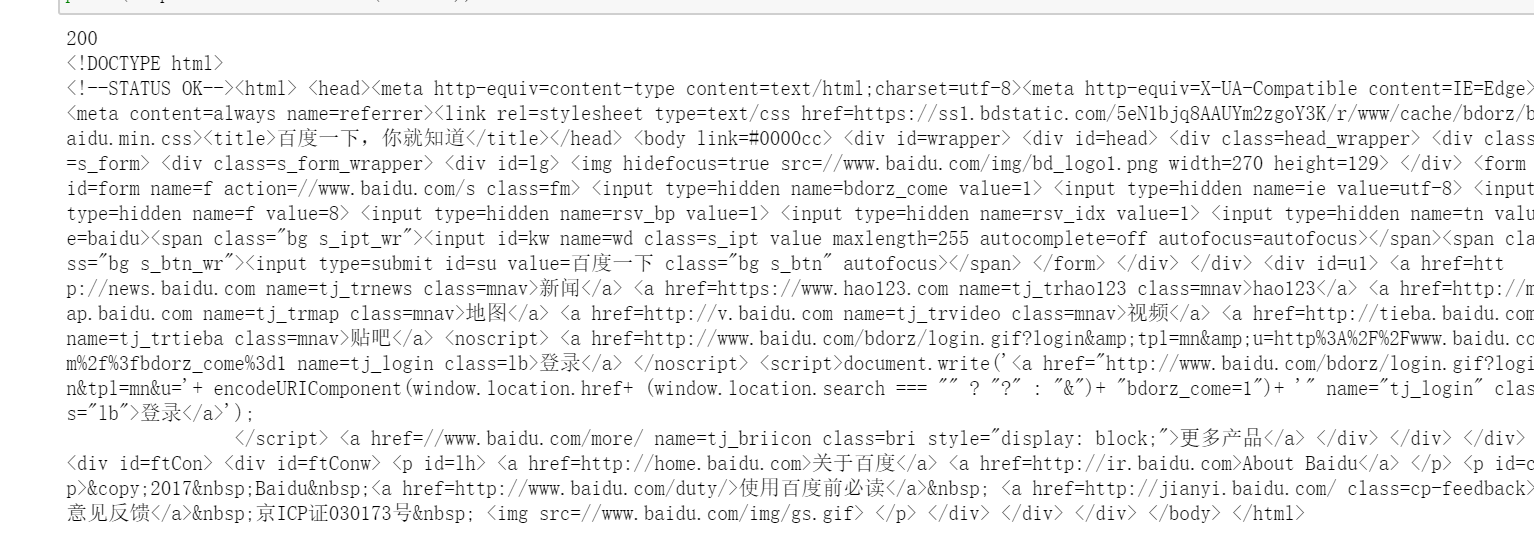 200
<!DOCTYPE html>
<!--STATUS OK--><html> <head><meta http-equiv=content-type content=text/html;charset=utf-8><meta http-equiv=X-UA-Compatible content=IE=Edge>
<meta content=always name=referrer><link rel=stylesheet type=text/css href=https://ss1.bdstatic.com/5eN1bjq8AAUYm2zgoY3K/r/www/cache/bdorz/b
aidu.min.css><title>百度一下，你就知道</title></head> <body link=#0000cc> <div id=wrapper> <div id=head> <div class=head_wrapper> <div class
=s_form> <div class=s_form_wrapper> <div id=lg> <img hidefocus=true src=//www.baidu.com/img/bd_logo1.png width=270 height=129> </div> <form
id=form name=f action=//www.baidu.com/s class=fm> <input type=hidden name=bdorz_come value=1> <input type=hidden name=ie value=utf-8> <input
type=hidden name=f value=8> <input type=hidden name=rsv_bp value=1> <input type=hidden name=rsv_idx value=1> <input type=hidden name=tn valu
e=baidu><span class="bg s_ipt_wr"><input id=kw name=wd class=s_ipt value maxlength=255 autocomplete=off autofocus=autofocus></span><span cla
ss="bg s_btn_wr"><input type=submit id=su value=百度一下 class="bg s_btn" autofocus></span> </form> </div> </div> <div id=u1> <a href=htt
p://news.baidu.com name=tj_trnews class=mnav>新闻</a> <a href=https://www.hao123.com name=tj_trhao123 class=mnav>hao123</a> <a href=http://m
ap.baidu.com name=tj_trmap class=mnav>地图</a> <a href=http://v.baidu.com name=tj_trvideo class=mnav>视频</a> <a href=http://tieba.baidu.com
name=tj_trtieba class=mnav>贴吧</a> <noscript> <a href=http://www.baidu.com/bdorz/login.gif?login&amp;tpl=mn&amp;u=http%3A%2F%2Fwww.baidu.co
m%2f%3fbdorz_come%3d1 name=tj_login class=lb>登录</a> </noscript> <script>document.write('<a href="http://www.baidu.com/bdorz/login.gif?logi
n&tpl=mn&u='+ encodeURIComponent(window.location.href+ (window.location.search === "" ? "?" : "&")+ "bdorz_come=1")+ '" name="tj_login" clas
s="lb">登录</a>');
</script> <a href=//www.baidu.com/more/ name=tj_briicon class=bri style="display: block;">更多产品</a> </div> </div> </div>
<div id=ftCon> <div id=ftConw> <p id=lh> <a href=http://home.baidu.com>关于百度</a> <a href=http://ir.baidu.com>About Baidu</a> </p> <p id=c
p>&copy;2017&nbsp;Baidu&nbsp;<a href=http://www.baidu.com/duty/>使用百度前必读</a>&nbsp; <a href=http://jianyi.baidu.com/ class=cp-feedback>
意见反馈</a>&nbsp;京ICP证030173号&nbsp; <img src=//www.baidu.com/img/gs.gif> </p> </div> </div> </div> </body> </html>